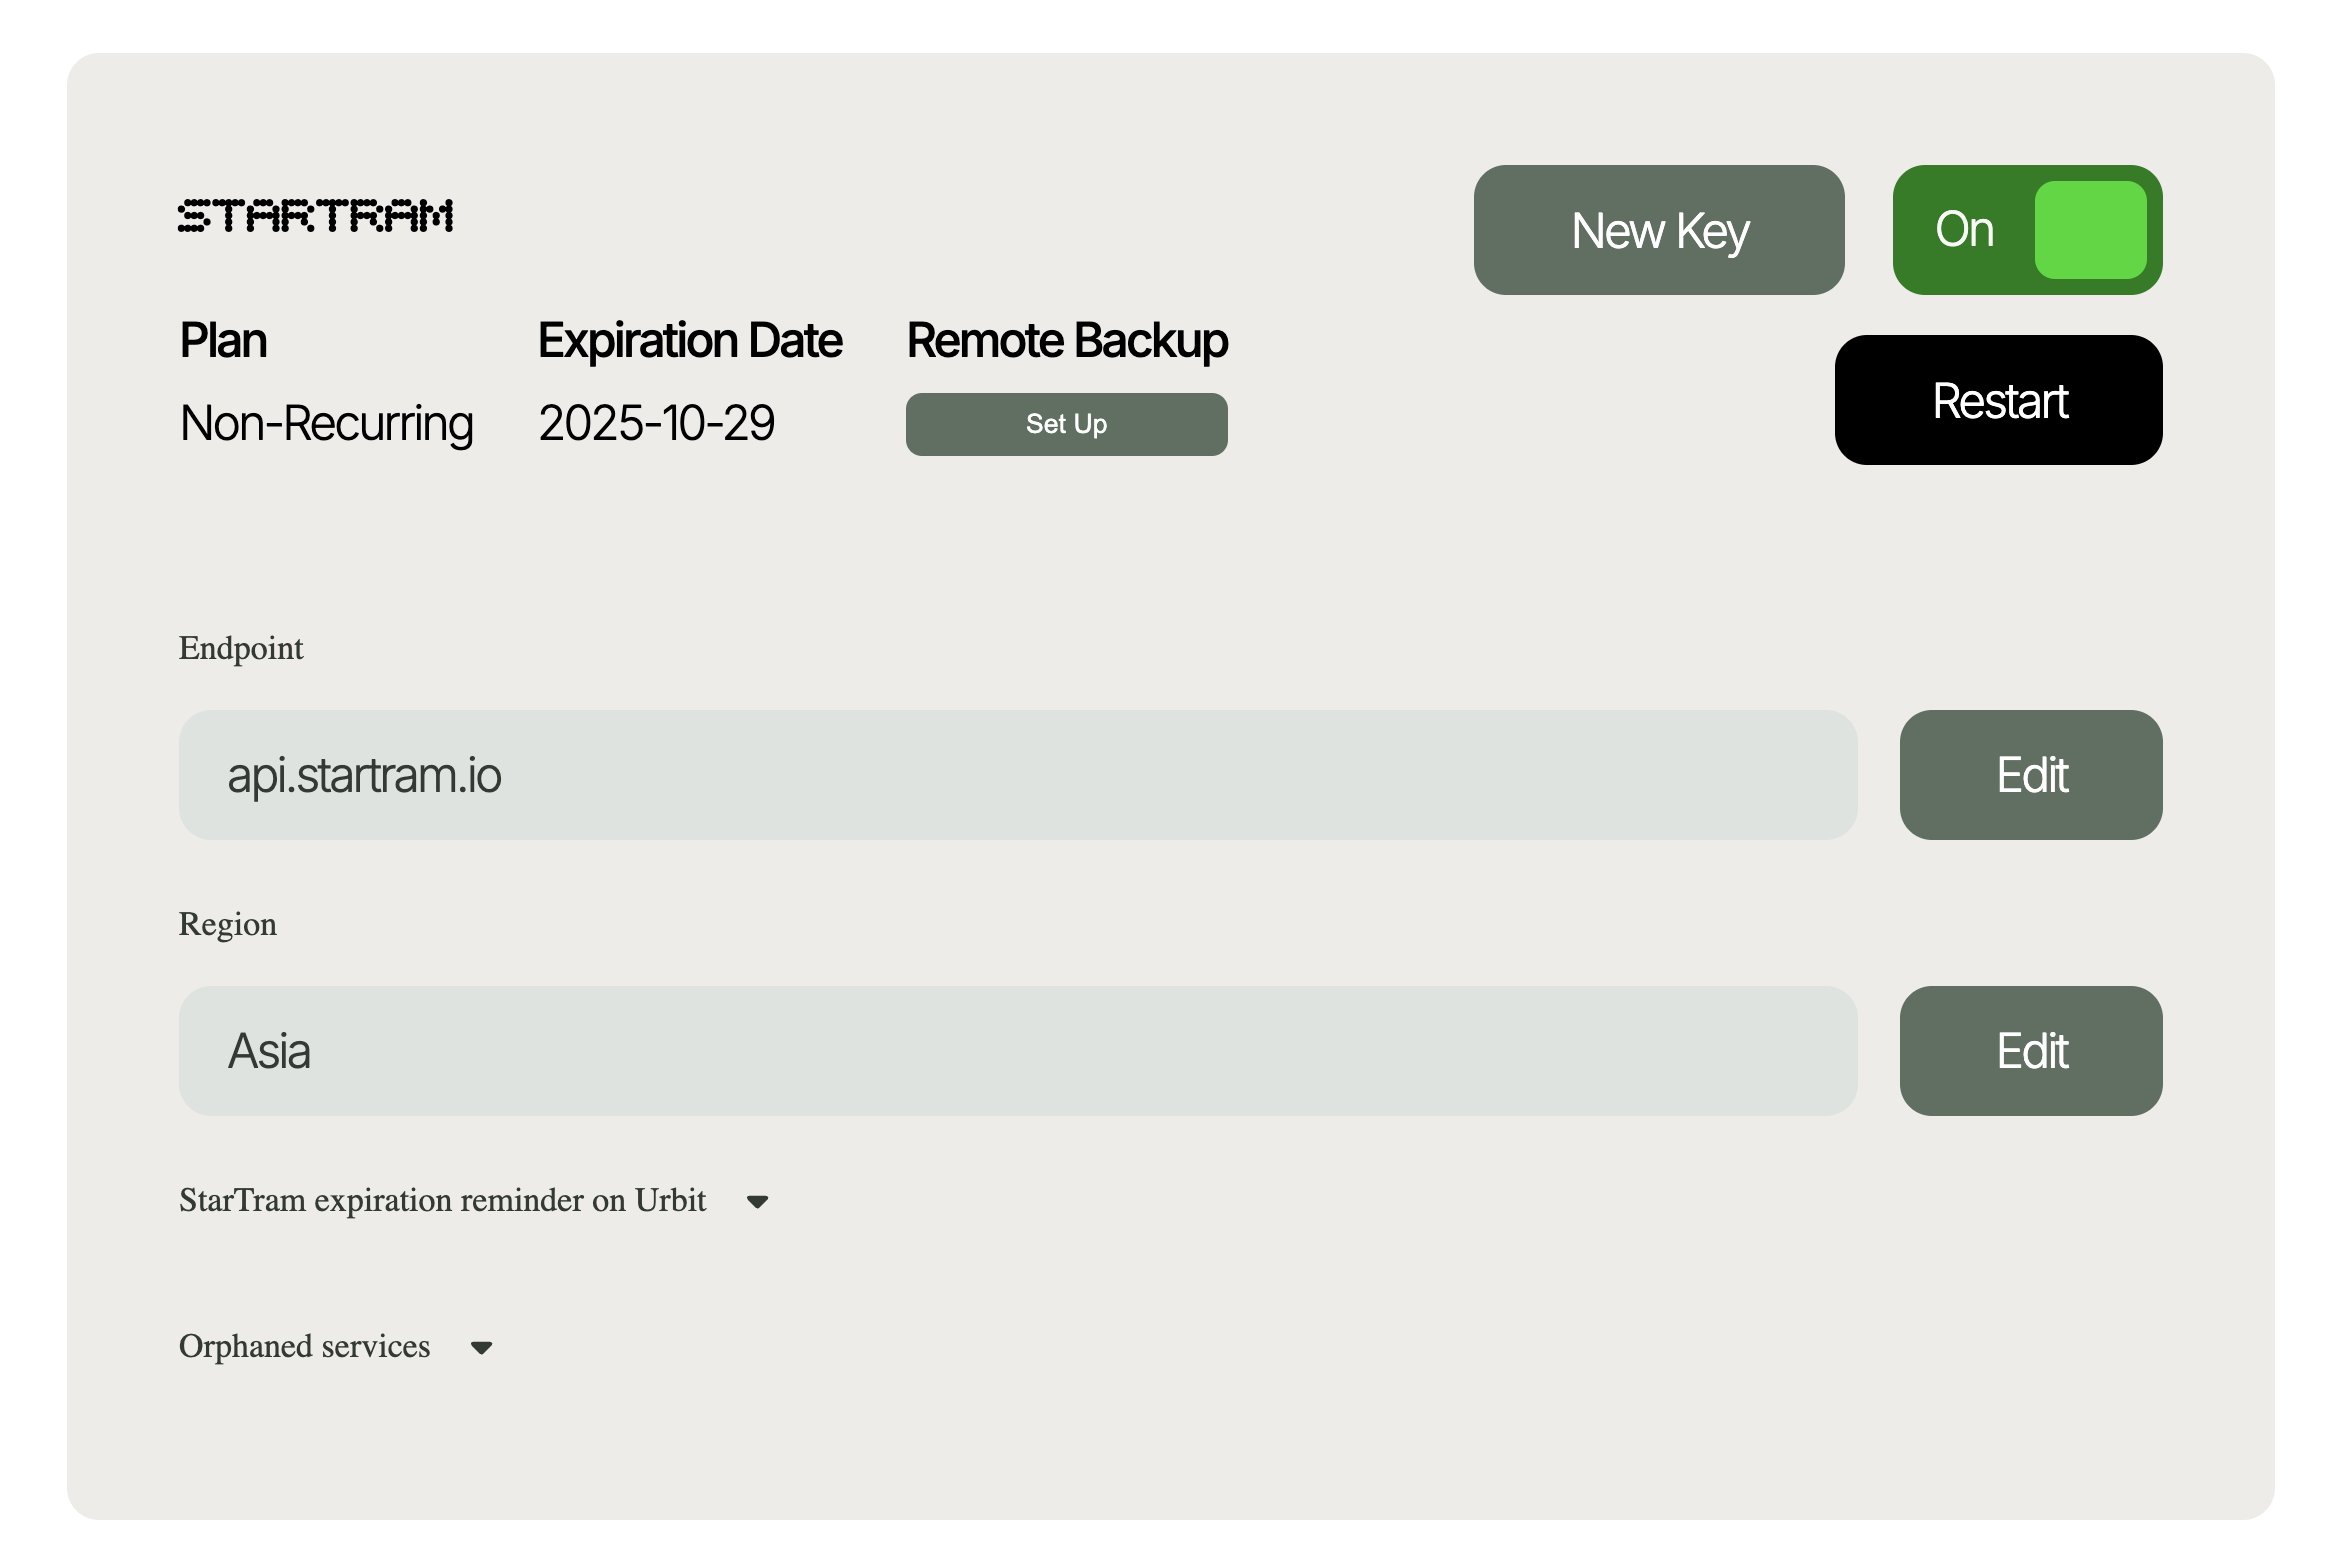 STARTRAM
New Key
On
Plan
Expiration Date
Remote Backup
Restart
Non-Recurring
2025-10-29
Set Up
Endpoint
api.startram.io
Edit
Region
Asia
Edit
StarTram expiration reminder on Urbit
Orphaned services